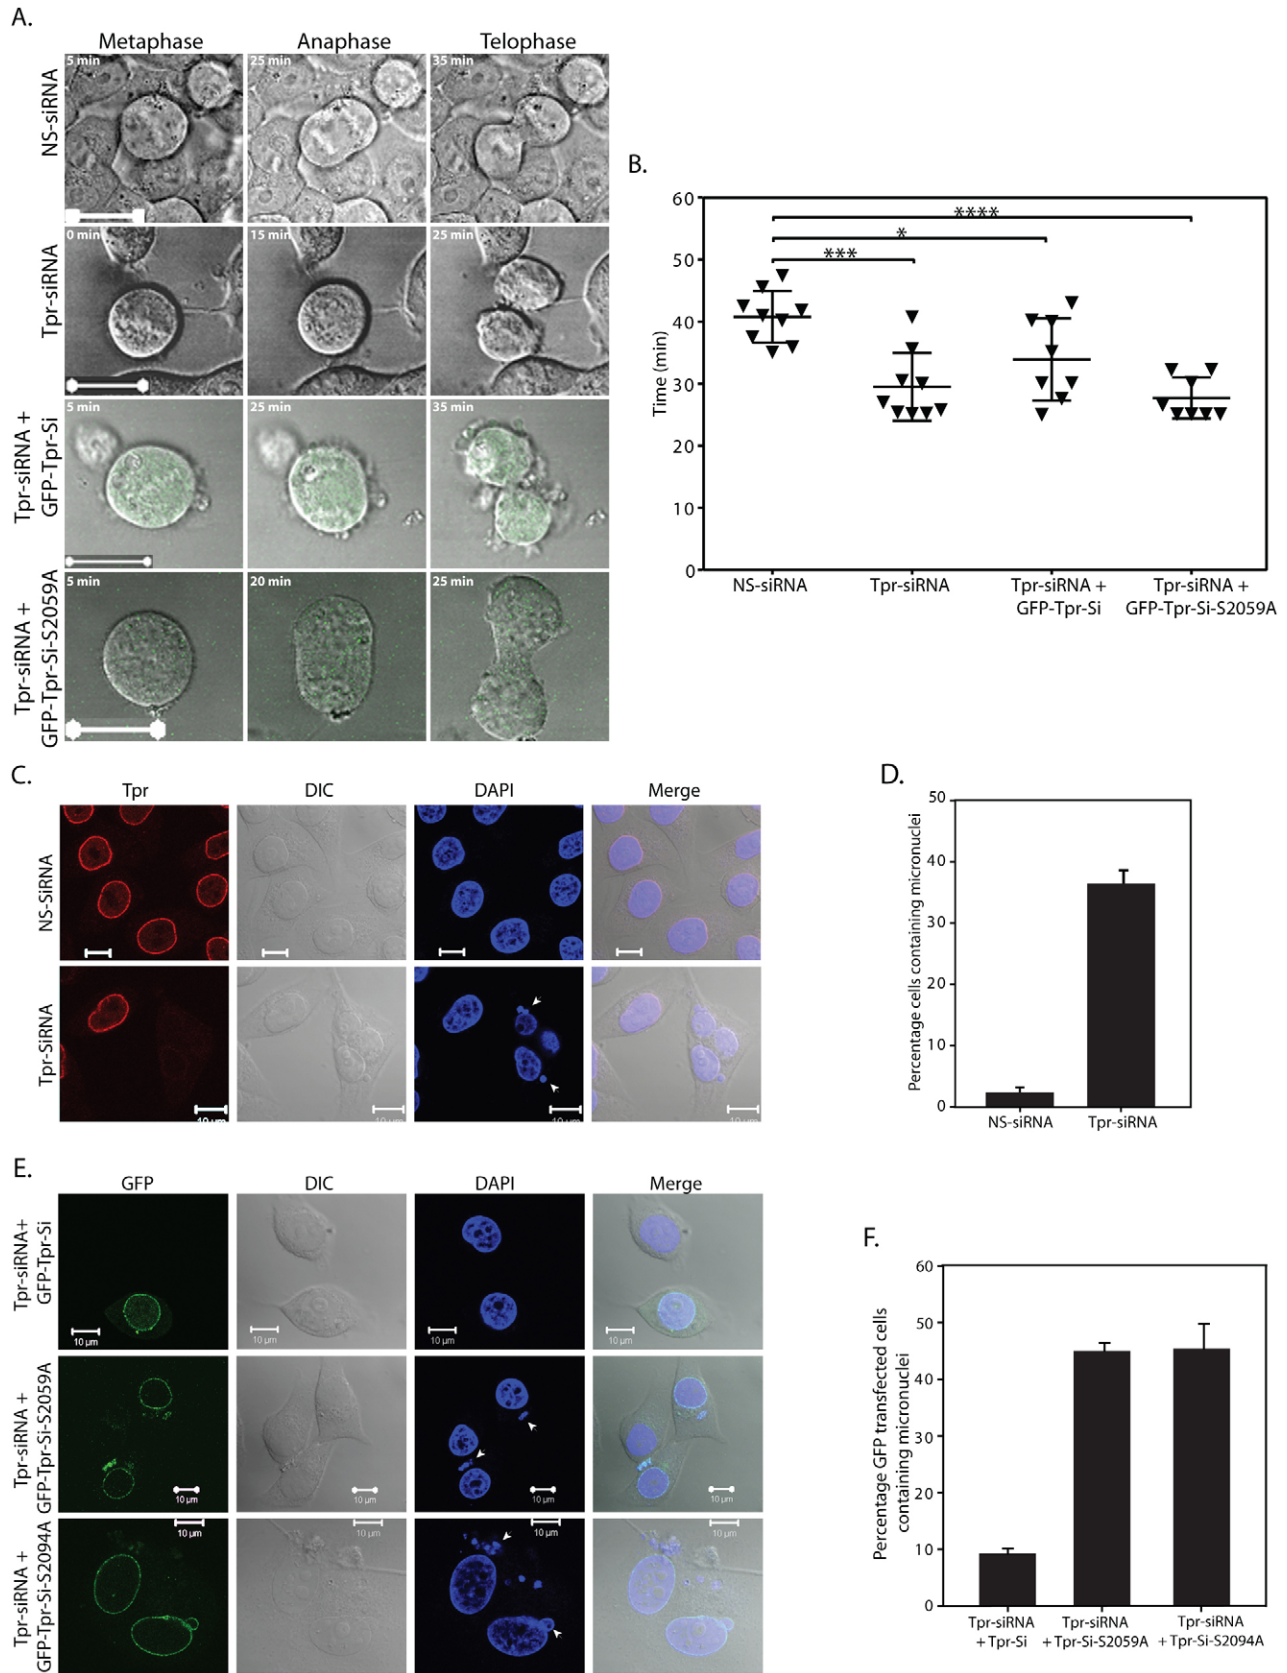 A.
Metaphase Anaphase Telophase
NS-siRNA
5 min 25 min 35 min
Tpr-siRNA
0 min 15 min 25 min
Tpr-siRNA +
GFP-Tpr-Si
5 min 25 min 35 min
Tpr-siRNA +
GFP-Tpr-Si-S2059A
5 min 20 min 25 min
B.
Time (min)
60
50
40
30
20
10
0
****
*
***
NS-siRNA
Tpr-siRNA
Tpr-siRNA +
GFP-Tpr-Si
Tpr-siRNA +
GFP-Tpr-Si-S2059A
C.
Tpr DIC DAPI Merge
NS-SiRNA
Tpr-SiRNA
10 µm 10 µm 10 µm 10 µm
D.
Percentage cells containing micronuclei
50
40
30
20
10
0
NS-siRNA Tpr-siRNA
E.
GFP DIC DAPI Merge
Tpr-siRNA+
GFP-Tpr-Si
10 µm 10 µm 10 µm 10 µm
Tpr-siRNA +
GFP-Tpr-Si-S2059A
10 µm 10 µm 10 µm 10 µm
Tpr-siRNA +
GFP-Tpr-Si-S2094A
10 µm 10 µm 10 µm 10 µm
F.
Percentage GFP transfected cells
containing micronuclei
60
50
40
30
20
10
0
Tpr-siRNA
+ Tpr-Si
Tpr-siRNA
+Tpr-Si-S2059A
Tpr-siRNA
+ Tpr-Si-S2094A